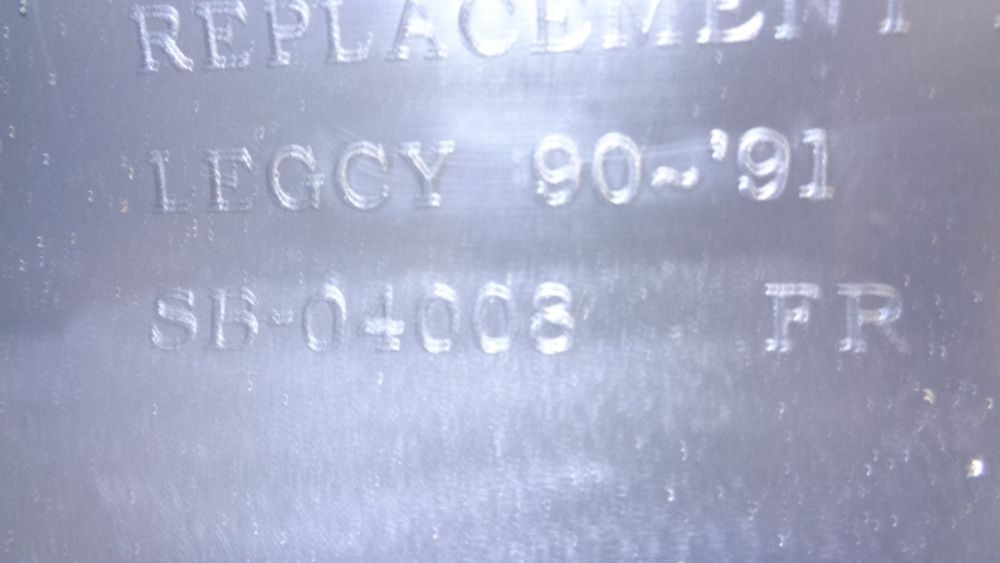 REPLACEMENT
LEGCY 90~'91
SB-04008 FR